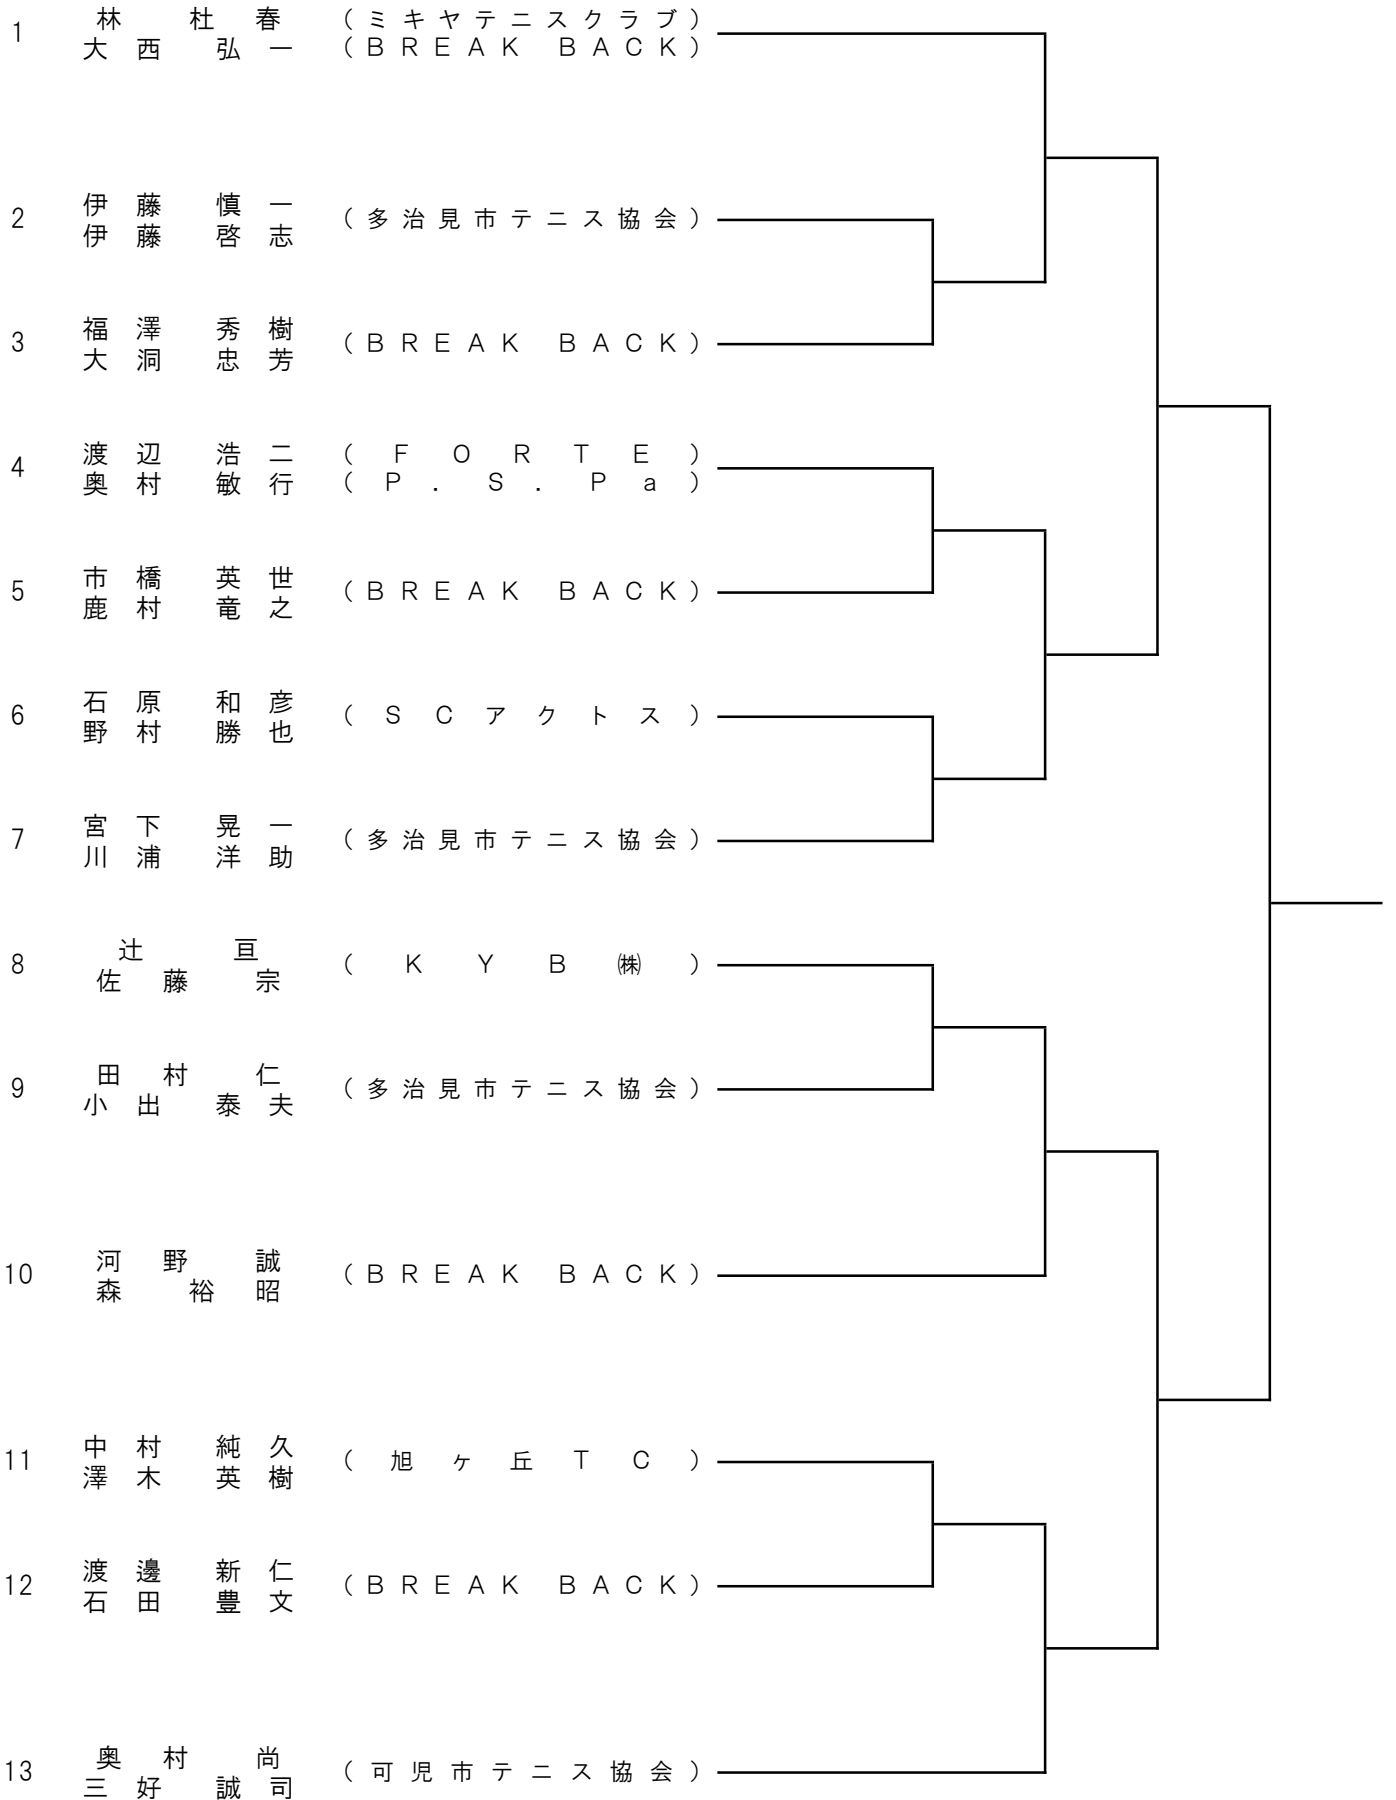 1 林 杜春 (ミキヤテニスクラブ)
大西 弘一 (BREAK BACK)
2 伊藤 慎一 (多治見市テニス協会)
伊藤 啓志
3 福澤 秀樹 (BREAK BACK)
大洞 忠芳
4 渡辺 浩二 (FORTE)
奥村 敏行 (P.S.Pa)
5 市橋 英世 (BREAK BACK)
鹿村 竜之
6 石原 和彦 (SCアクトス)
野村 勝也
7 宮下 晃一 (多治見市テニス協会)
川浦 洋助
8 辻 亘 (KYB㈱)
佐藤 宗
9 田村 仁 (多治見市テニス協会)
小出 泰夫
10 河野 誠 (BREAK BACK)
森 裕昭
11 中村 純久 (旭ヶ丘TC)
澤木 英樹
12 渡邊 新仁 (BREAK BACK)
石田 豊文
13 奥村 尚 (可児市テニス協会)
三好 誠司